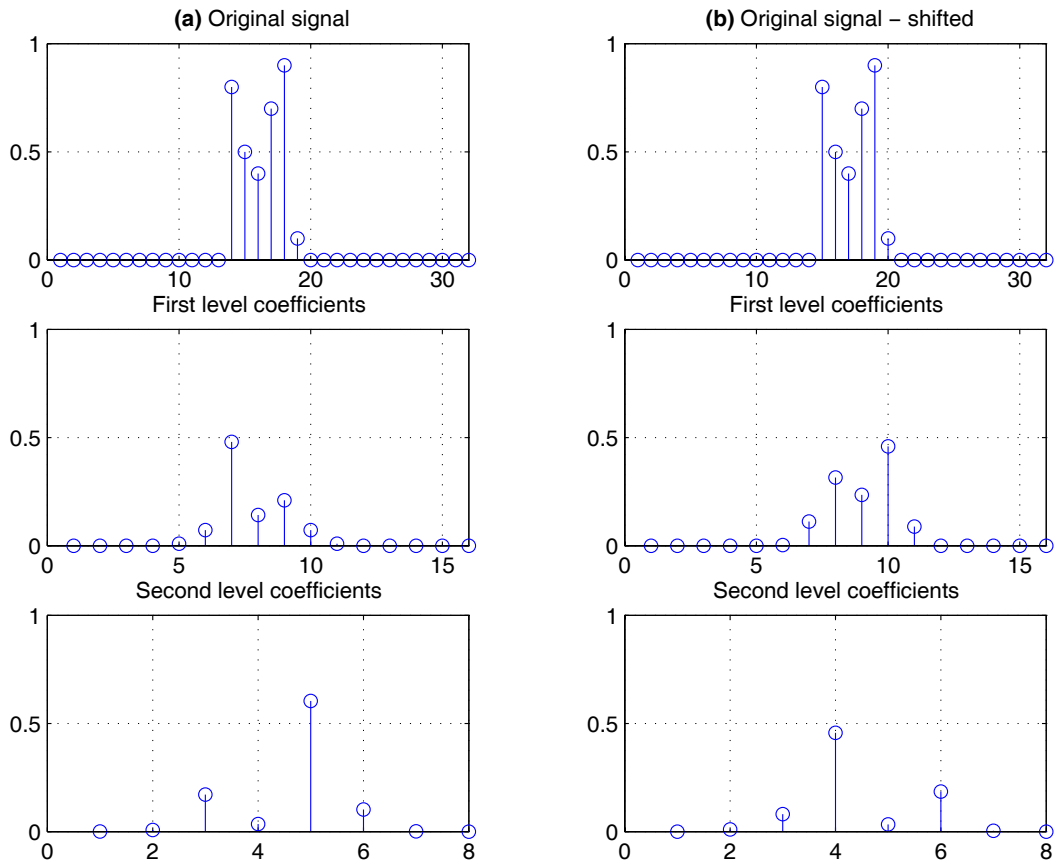 (a) Original signal
1
0.5
0
0 10 20 30
First level coefficients
1
0.5
0
0 5 10 15
Second level coefficients
1
0.5
0
0 2 4 6 8
(b) Original signal − shifted
1
0.5
0
0 10 20 30
First level coefficients
1
0.5
0
0 5 10 15
Second level coefficients
1
0.5
0
0 2 4 6 8